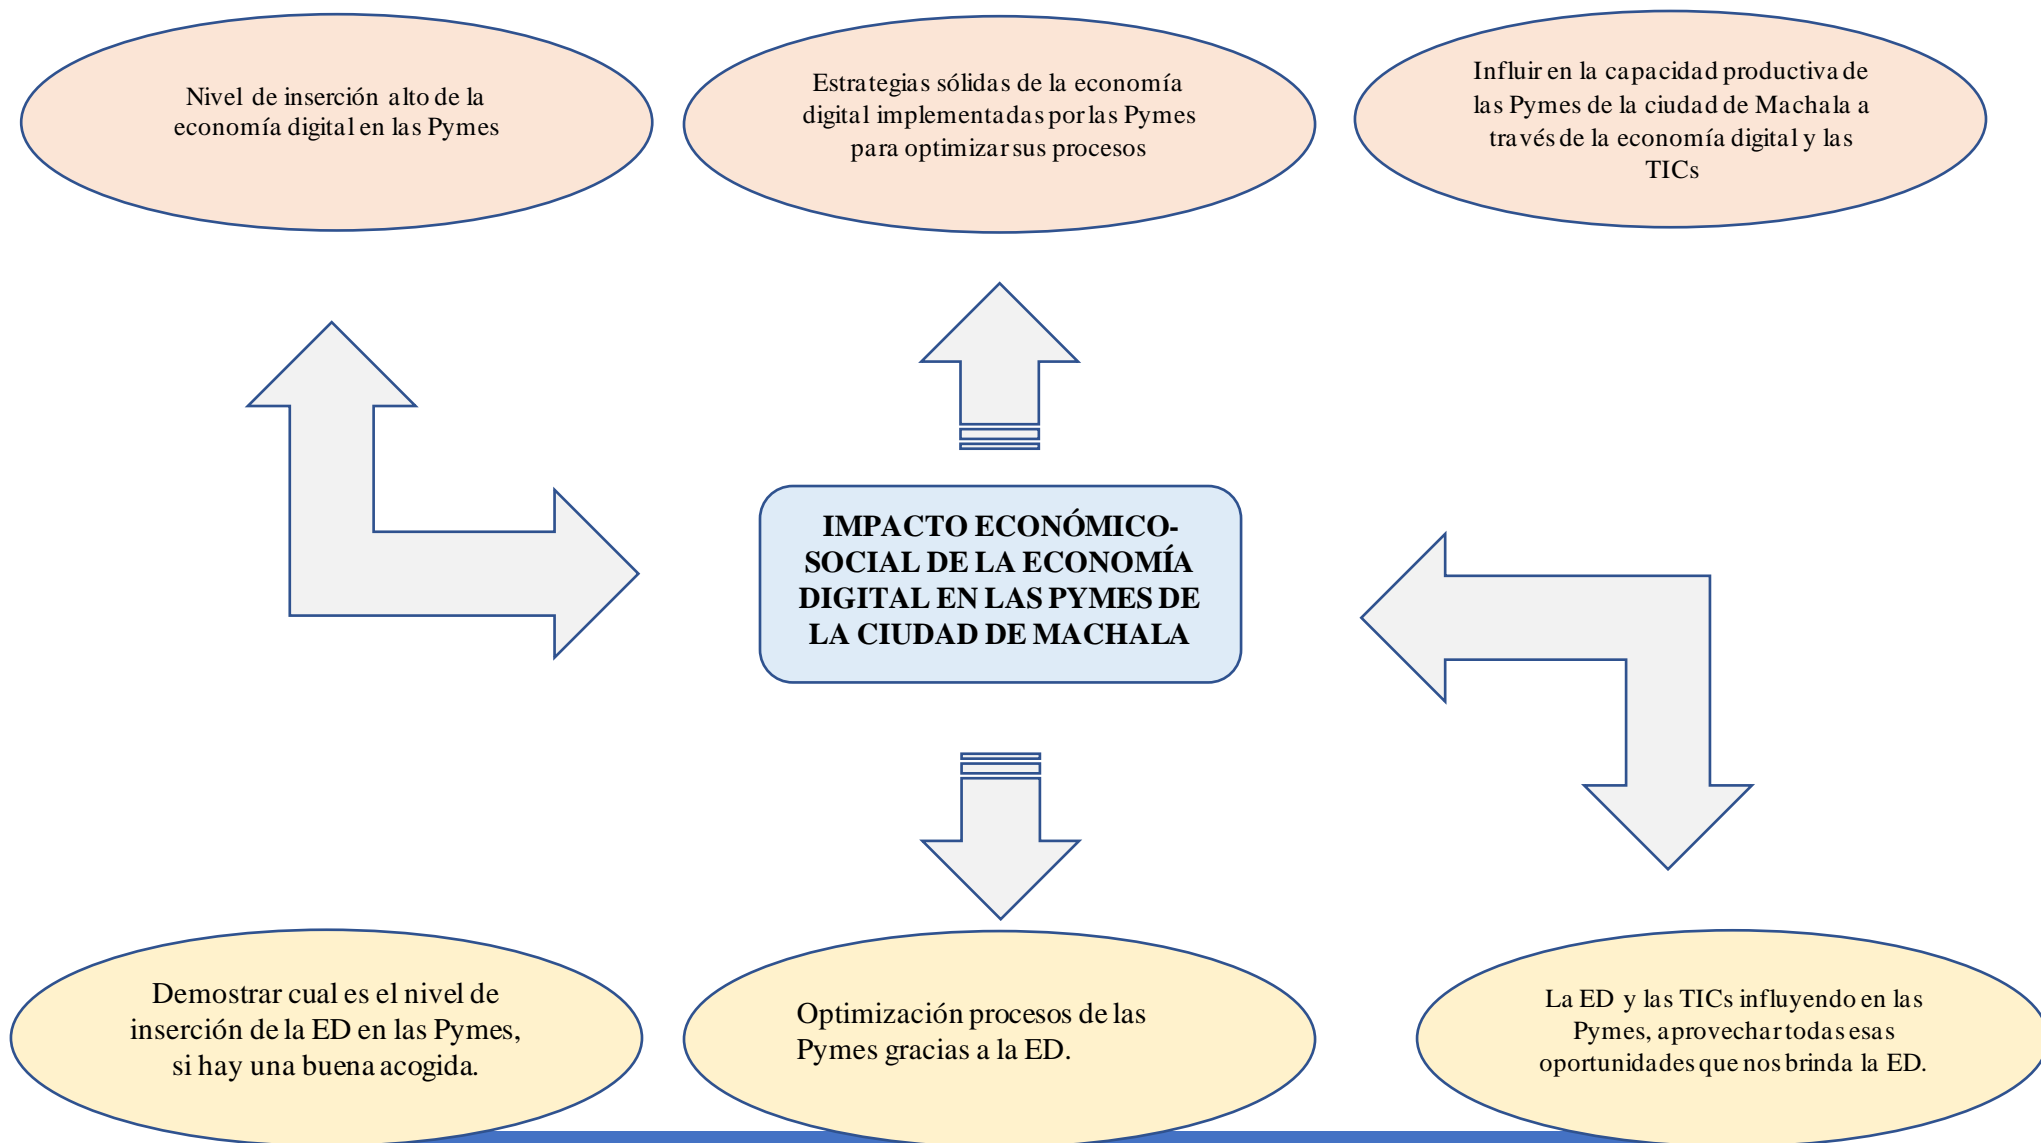 Nivel de inserción alto de la
economía digital en las Pymes
Estrategias sólidas de la economía
digital implementadas por las Pymes
para optimizar sus procesos
Influir en la capacidad productiva de
las Pymes de la ciudad de Machala a
través de la economía digital y las
TICs
IMPACTO ECONÓMICO-
SOCIAL DE LA ECONOMÍA
DIGITAL EN LAS PYMES DE
LA CIUDAD DE MACHALA
Demostrar cual es el nivel de
inserción de la ED en las Pymes,
si hay una buena acogida.
Optimización procesos de las
Pymes gracias a la ED.
La ED y las TICs influyendo en las
Pymes, aprovechar todas esas
oportunidades que nos brinda la ED.